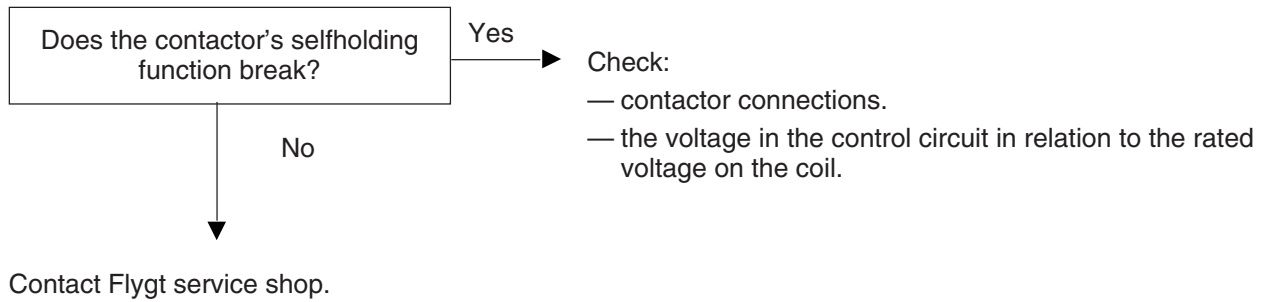 Does the contactor's selfholding
function break?
Yes
Check:
— contactor connections.
— the voltage in the control circuit in relation to the rated
voltage on the coil.
No
Contact Flygt service shop.